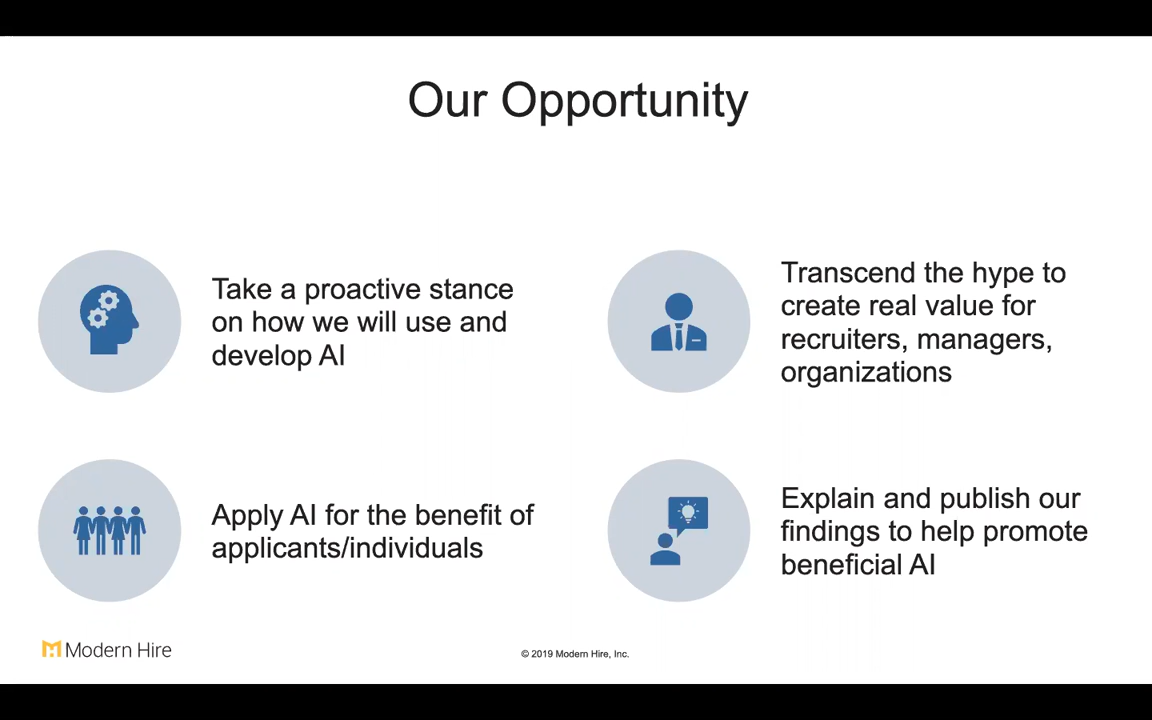 Our Opportunity
Take a proactive stance
on how we will use and
develop AI
Transcend the hype to
create real value for
recruiters, managers,
organizations
Apply AI for the benefit of
applicants/individuals
Explain and publish our
findings to help promote
beneficial AI
Modern Hire
© 2019 Modern Hire, Inc.